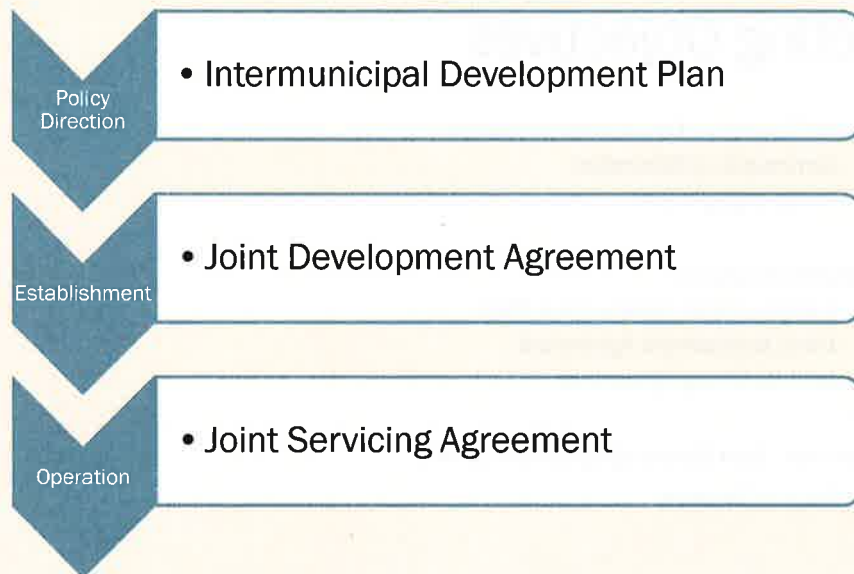 Policy
Direction
• Intermunicipal Development Plan
Establishment
• Joint Development Agreement
Operation
• Joint Servicing Agreement